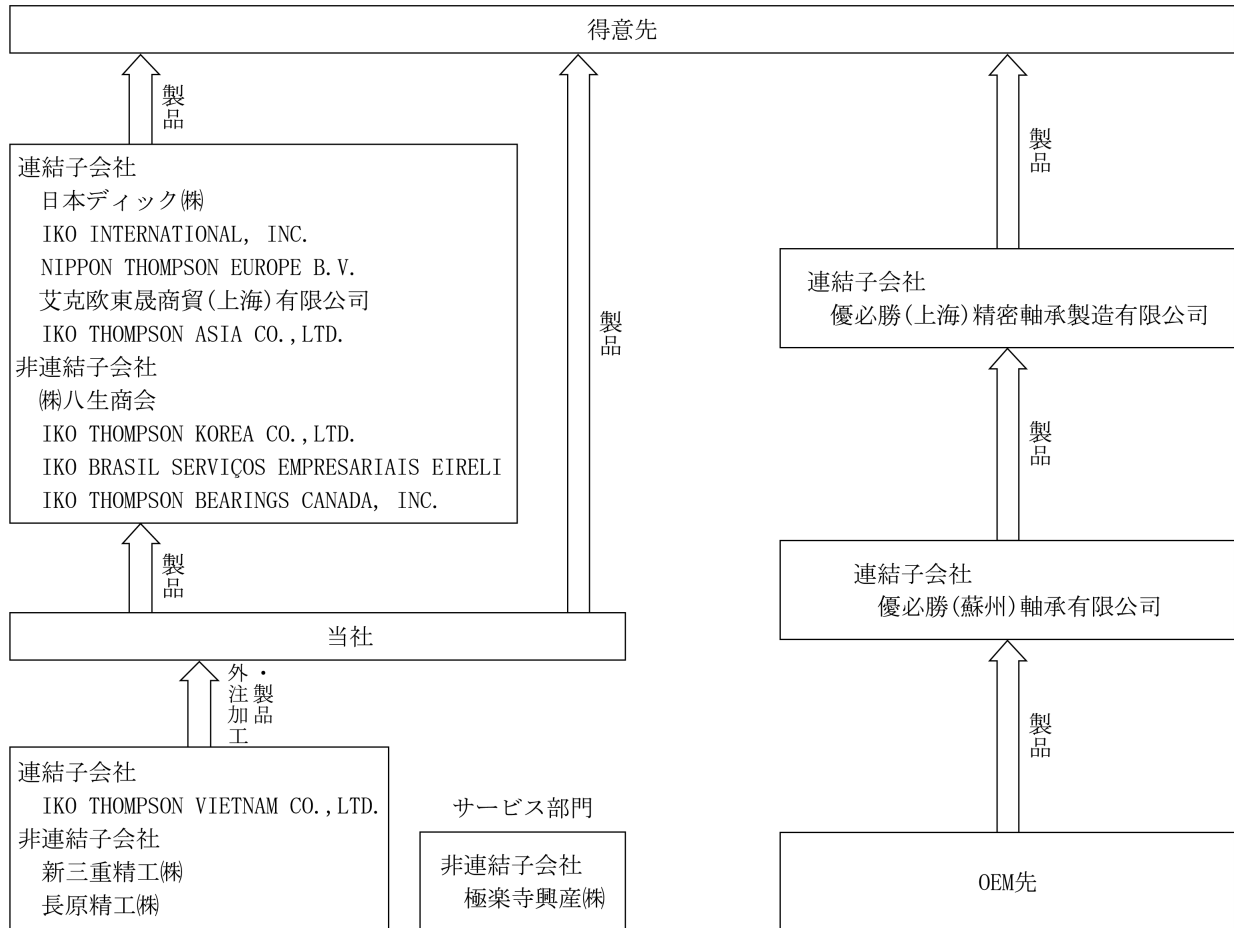 得意先
製品
連結子会社
日本ディック㈱
IKO INTERNATIONAL, INC.
NIPPON THOMPSON EUROPE B.V.
艾克欧東晟商貿(上海)有限公司
IKO THOMPSON ASIA CO.,LTD.
非連結子会社
㈱八生商会
IKO THOMPSON KOREA CO.,LTD.
IKO BRASIL SERVIÇOS EMPRESARIAIS EIRELI
IKO THOMPSON BEARINGS CANADA, INC.
製品
製品
当社
外注加工
・製品
連結子会社
IKO THOMPSON VIETNAM CO.,LTD.
非連結子会社
新三重精工㈱
長原精工㈱
サービス部門
非連結子会社
極楽寺興産㈱
製品
連結子会社
優必勝(上海)精密軸承製造有限公司
製品
連結子会社
優必勝(蘇州)軸承有限公司
製品
OEM先